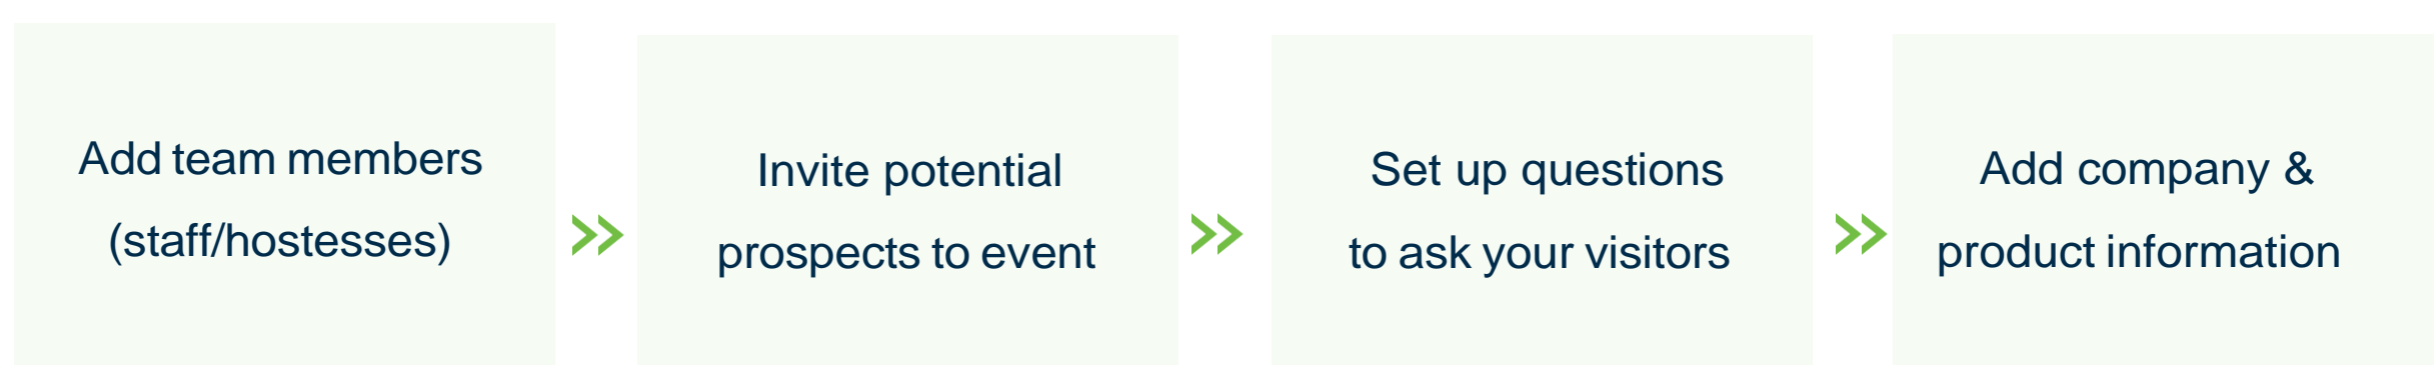 Add team members
(staff/hostesses)
»
Invite potential
prospects to event
»
Set up questions
to ask your visitors
»
Add company &
product information